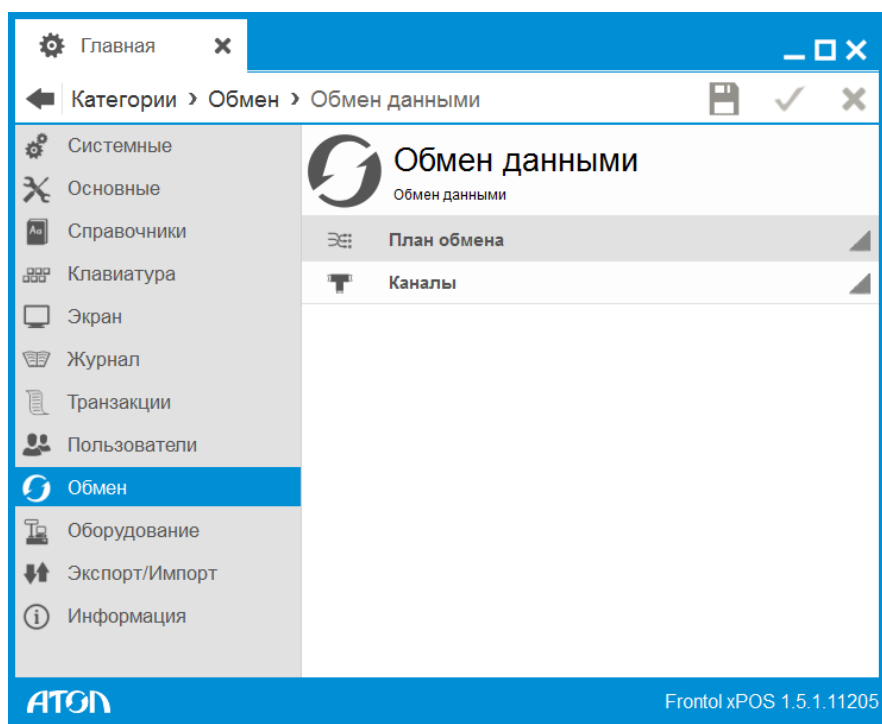 Главная
Категории › Обмен › Обмен данными
Системные
Основные
Справочники
Клавиатура
Экран
Журнал
Транзакции
Пользователи
Обмен
Оборудование
Экспорт/Импорт
Информация
Обмен данными
Обмен данными
План обмена
Каналы
АТОЛ
Frontol xPOS 1.5.1.11205